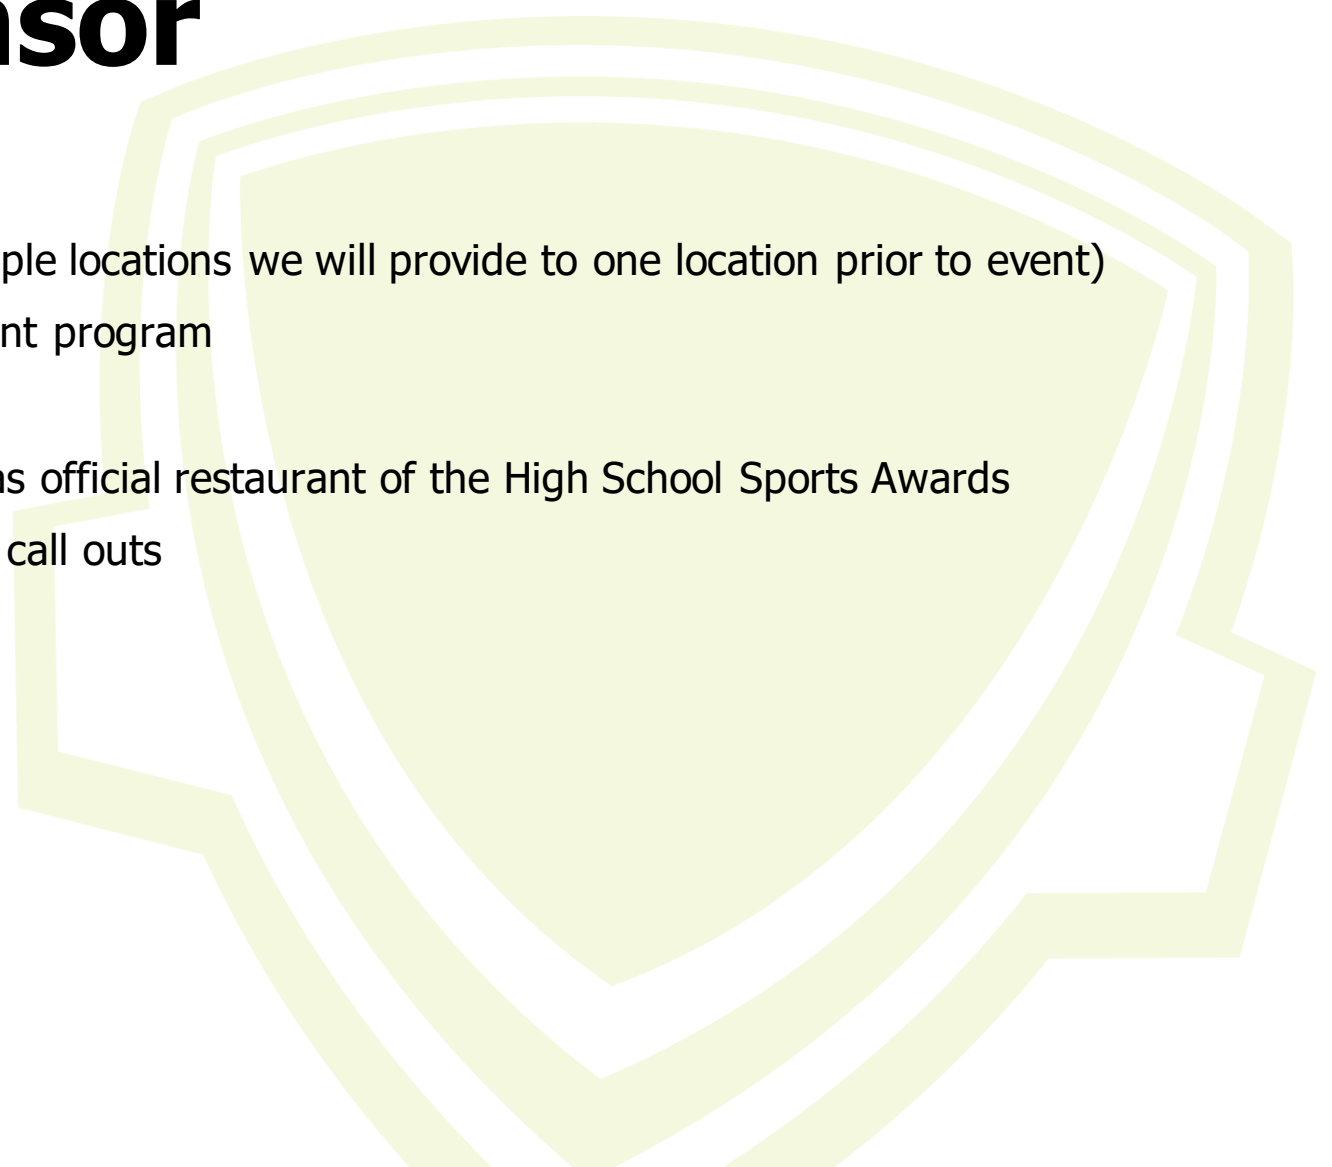 nsor
ple locations we will provide to one location prior to event)
nt program
as official restaurant of the High School Sports Awards
call outs